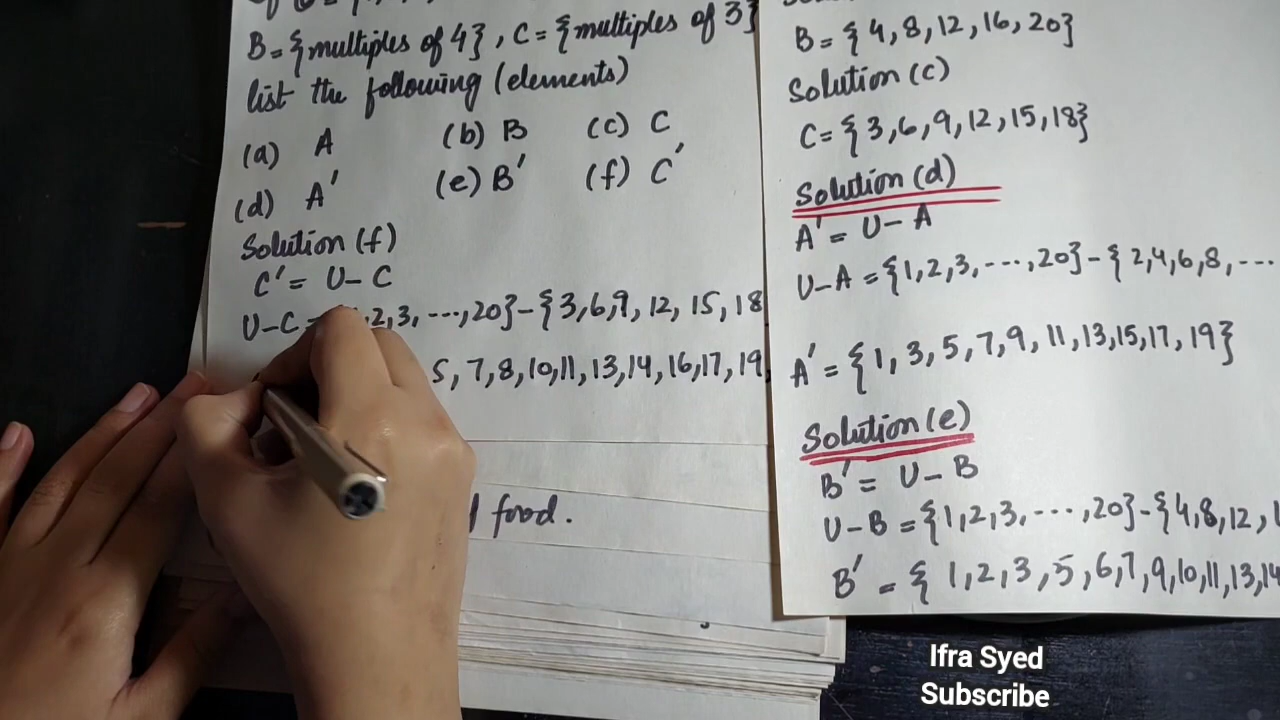 B = {multiples of 4}, C = {multiples of 3}
list the following (elements)
(a) A (b) B (c) C
(d) A' (e) B' (f) C'
Solution (f)
C' = U - C
U - C = 1,2,3, ---, 20} - {3,6,9, 12, 15, 18
5, 7, 8, 10, 11, 13, 14, 16, 17, 19,
food.
B = {4, 8, 12, 16, 20}
Solution (c)
C = {3, 6, 9, 12, 15, 18}
Solution (d)
A' = U - A
U - A = {1, 2, 3, ---, 20} - {2,4,6,8, ---
A' = {1, 3, 5, 7, 9, 11, 13, 15, 17, 19}
Solution (e)
B' = U - B
U - B = {1,2,3, ----, 20} - {4,8,12,
B' = { 1, 2, 3, 5, 6, 7, 9, 10, 11, 13, 14
Ifra Syed
Subscribe